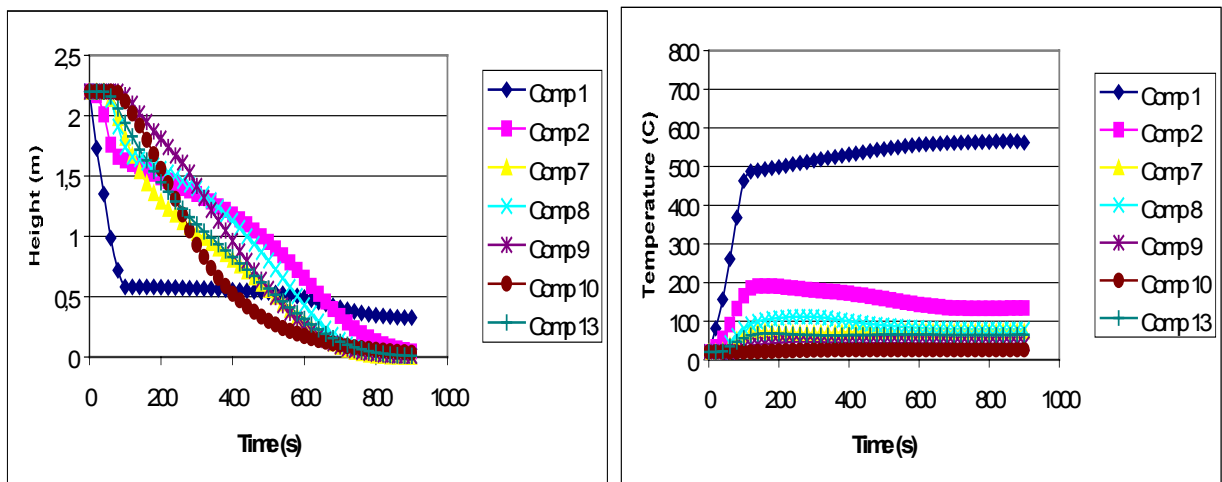 2,5
2
1,5
1
0,5
0
0 200 400 600 800 1000
Height (m)
Time (s)
Comp 1
Comp 2
Comp 7
Comp 8
Comp 9
Comp 10
Comp 13
800
700
600
500
400
300
200
100
0
0 200 400 600 800 1000
Temperature (C)
Time (s)
Comp 1
Comp 2
Comp 7
Comp 8
Comp 9
Comp 10
Comp 13